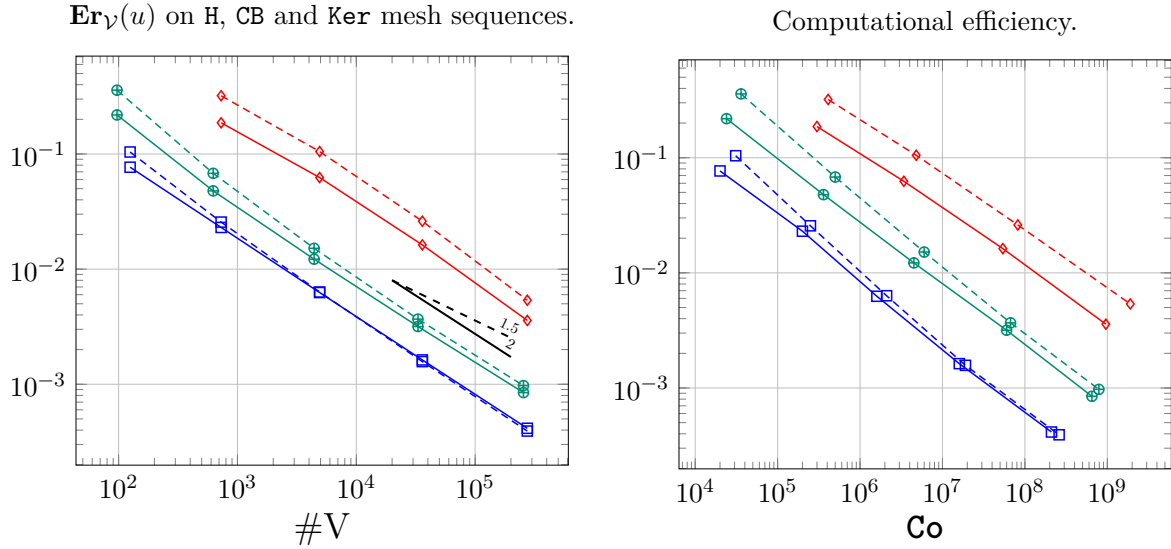 Er_V(u) on H, CB and Ker mesh sequences.
10^{-1}
10^{-2}
10^{-3}
1.5
2
10^2 10^3 10^4 10^5
#V
Computational efficiency.
10^{-1}
10^{-2}
10^{-3}
10^4 10^5 10^6 10^7 10^8 10^9
Co